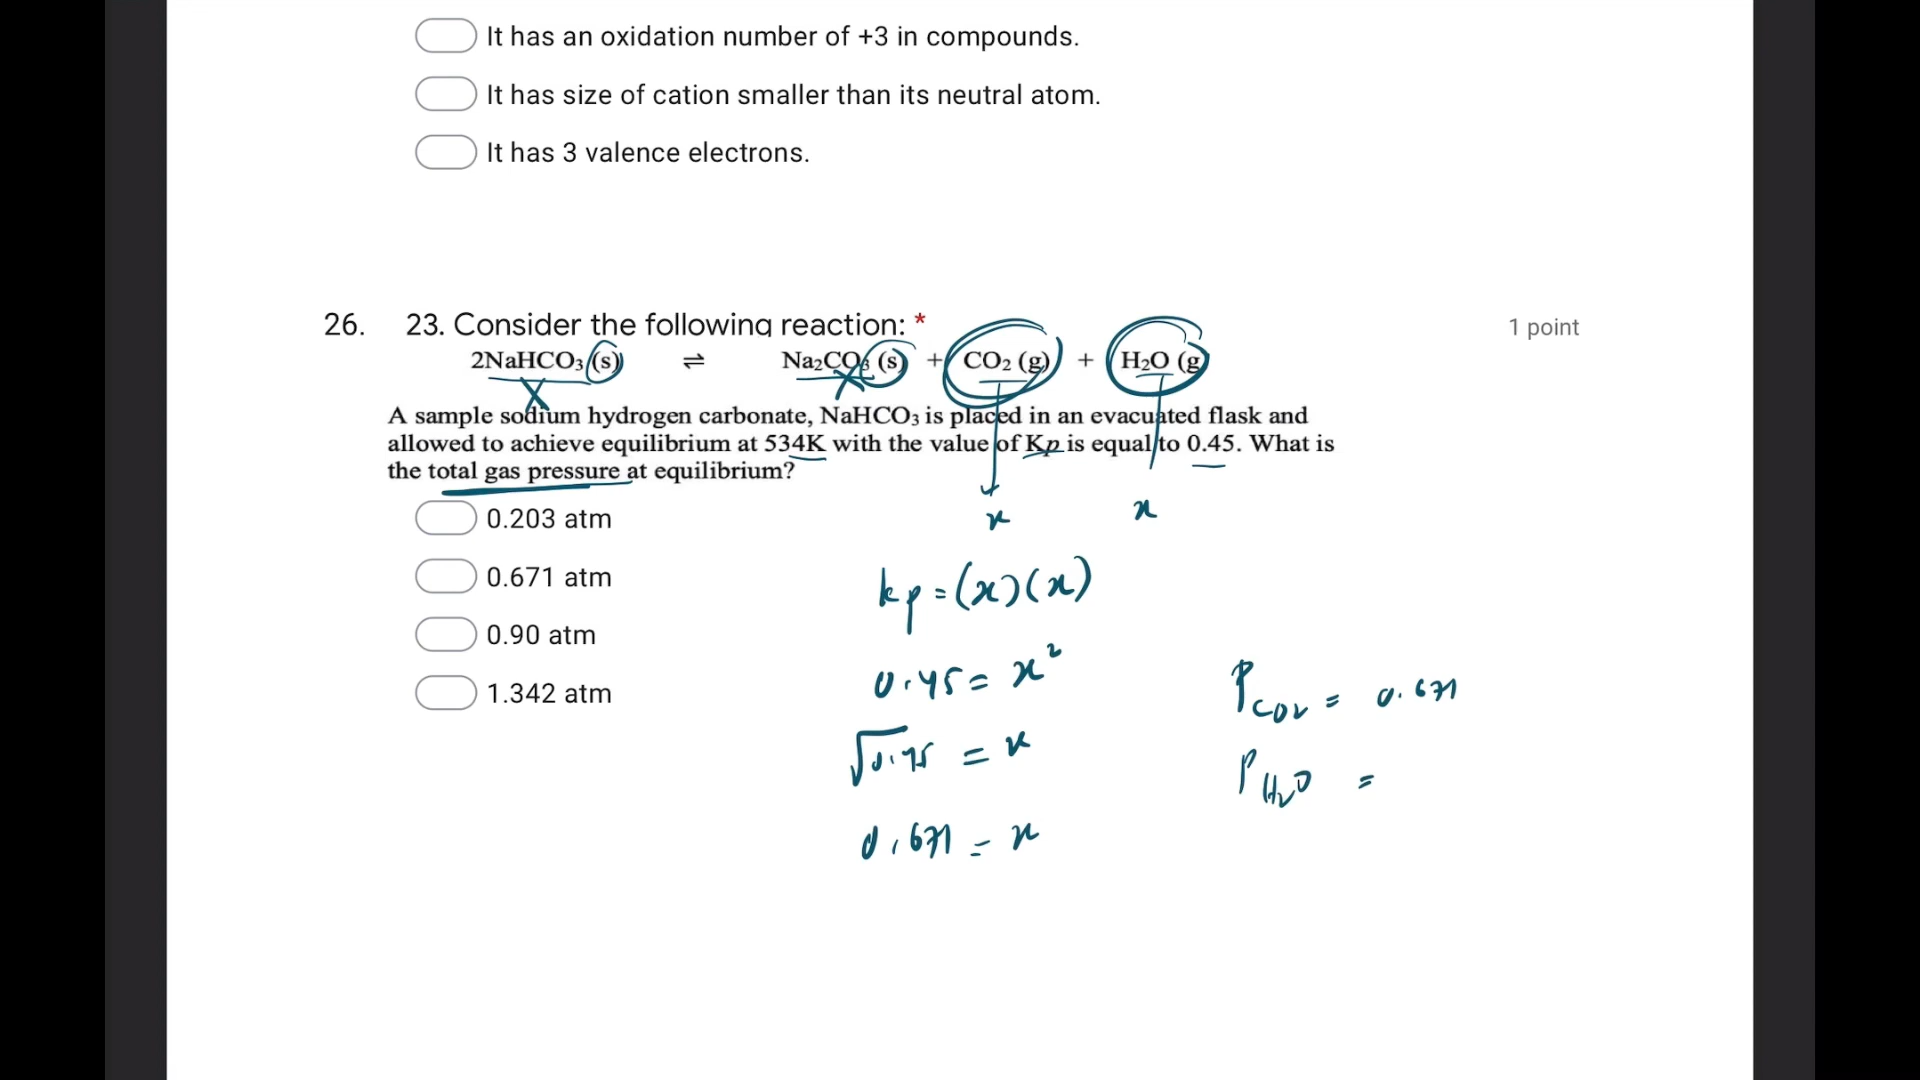 It has an oxidation number of +3 in compounds.
It has size of cation smaller than its neutral atom.
It has 3 valence electrons.
26. 23. Consider the following reaction: * 1 point
2NaHCO₃ (s) ⇌ Na₂CO₃ (s) + CO₂ (g) + H₂O (g)
A sample sodium hydrogen carbonate, NaHCO₃ is placed in an evacuated flask and
allowed to achieve equilibrium at 534K with the value of Kp is equal to 0.45. What is
the total gas pressure at equilibrium?
0.203 atm
x x
0.671 atm
kp = (x)(x)
0.90 atm
0.45 = x²
1.342 atm
P CO₂ = 0.671
√0.45 = x
P H₂O =
0.671 = x